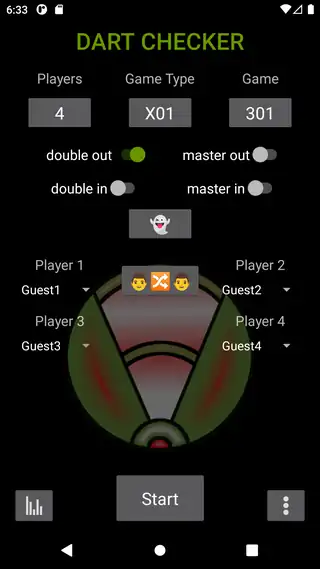 6:33
DART CHECKER
Players Game Type Game
4 X01 301
double out master out
double in master in
Player 1 Player 2
Guest1 Guest2
Player 3 Player 4
Guest3 Guest4
Start